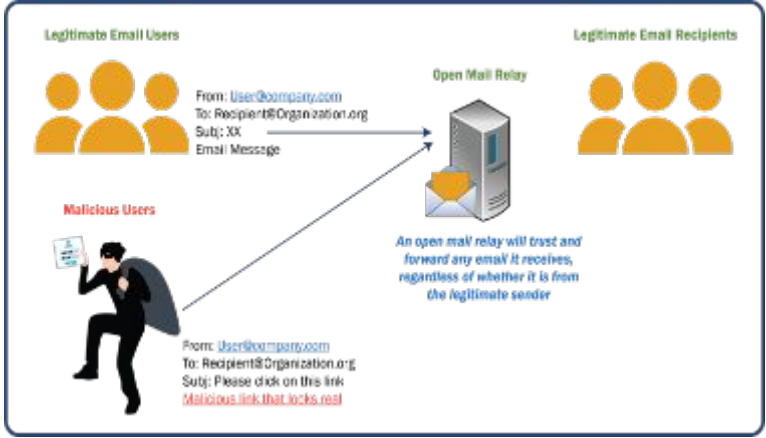 Legitimate Email Users
Legitimate Email Recipients
Open Mail Relay
From: User@company.com
To: Recipient@Organization.org
Subj: XX
Email Message
Malicious Users
An open mail relay will trust and
forward any email it receives,
regardless of whether it is from
the legitimate sender
From: User@company.com
To: Recipient@Organization.org
Subj: Please click on this link
Malicious link that looks real